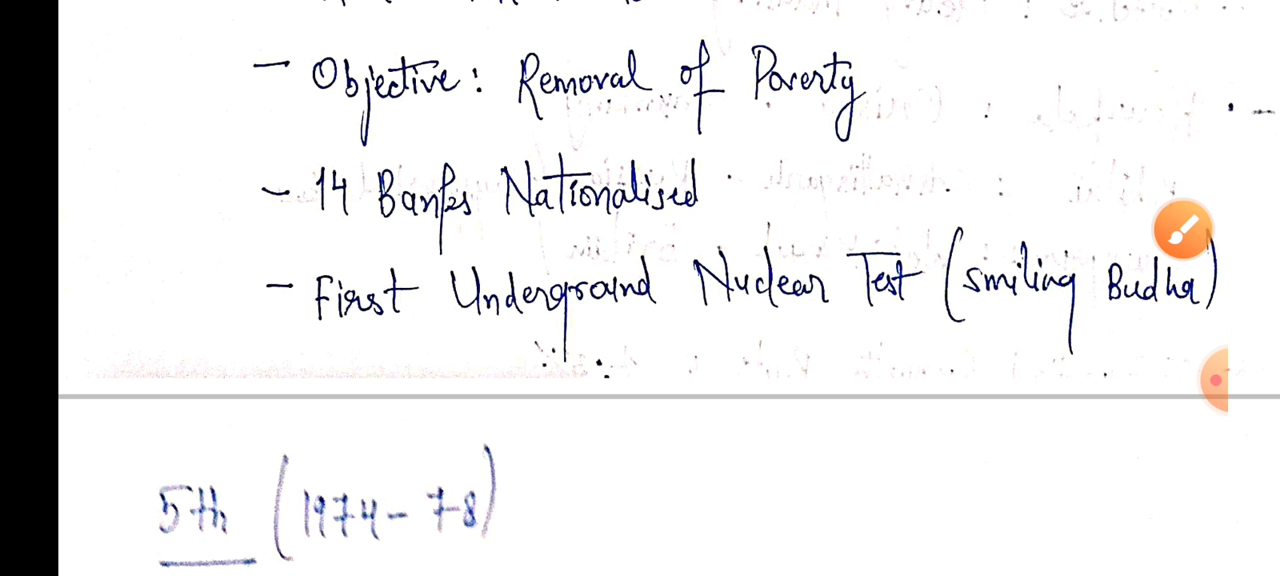 - Objective: Removal of Poverty
- 14 Banks Nationalised
- First Underground Nuclear Test (smiling Budha)
5th (1974-78)